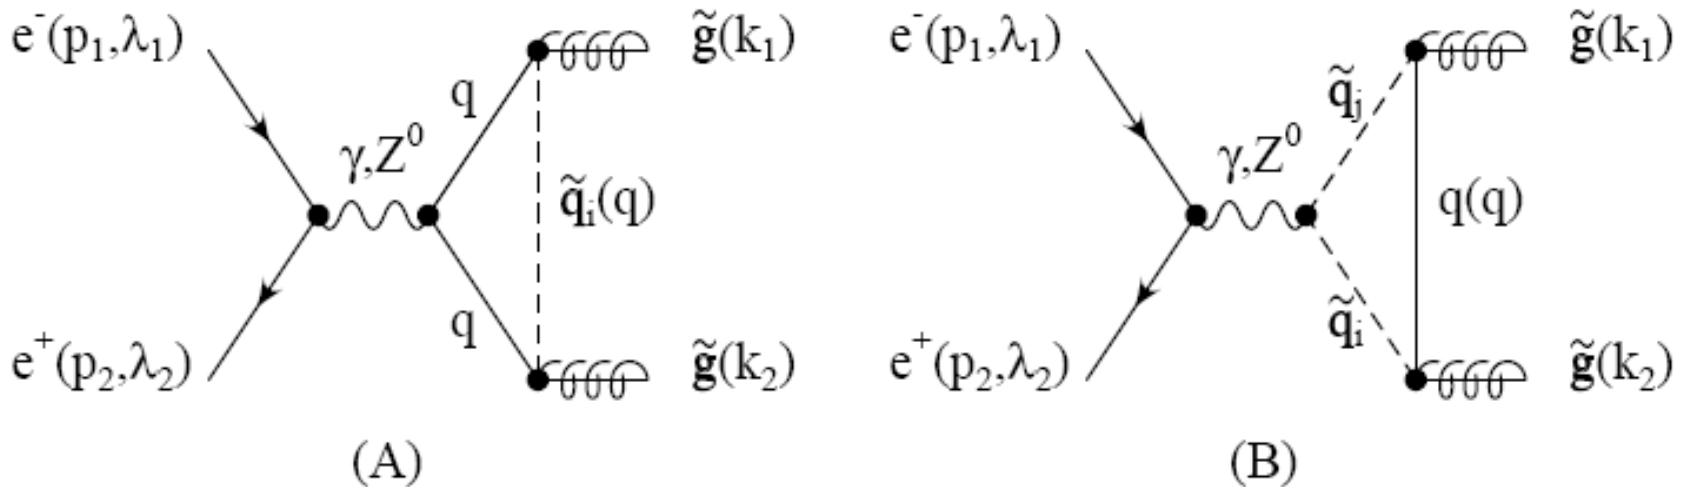 e⁻(p₁,λ₁) g̃(k₁) e⁻(p₁,λ₁) g̃(k₁)
q q̃ⱼ
γ,Z⁰ γ,Z⁰
q̃ᵢ(q) q(q)
q q̃ᵢ
e⁺(p₂,λ₂) g̃(k₂) e⁺(p₂,λ₂) g̃(k₂)
(A) (B)